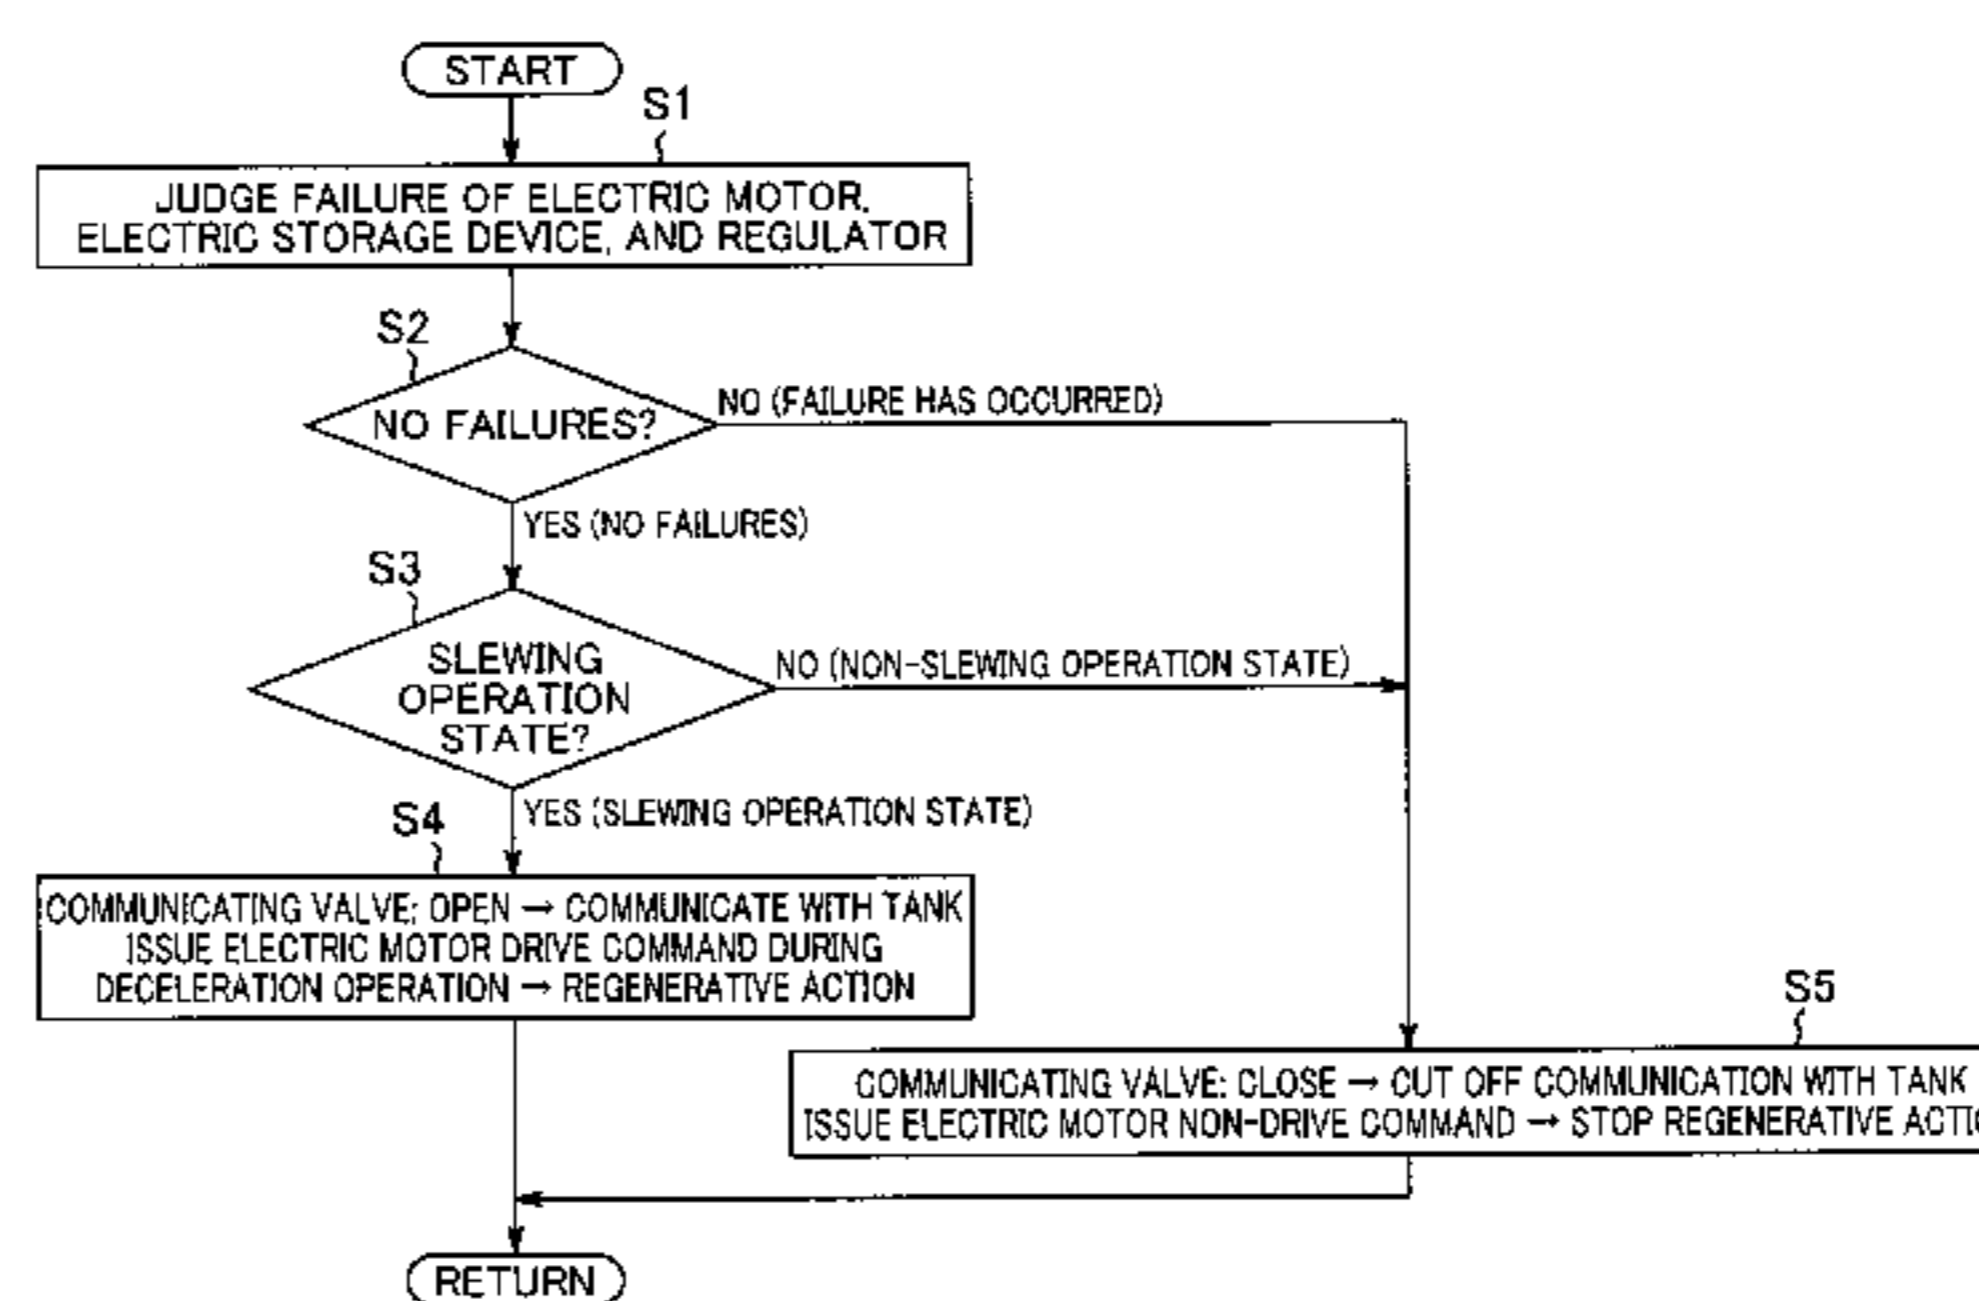 START
S1
JUDGE FAILURE OF ELECTRIC MOTOR,
ELECTRIC STORAGE DEVICE, AND REGULATOR
S2
NO FAILURES?
NO (FAILURE HAS OCCURRED)
YES (NO FAILURES)
S3
SLEWING
OPERATION
STATE?
NO (NON-SLEWING OPERATION STATE)
YES (SLEWING OPERATION STATE)
S4
COMMUNICATING VALVE: OPEN → COMMUNICATE WITH TANK
ISSUE ELECTRIC MOTOR DRIVE COMMAND DURING
DECELERATION OPERATION → REGENERATIVE ACTION
S5
COMMUNICATING VALVE: CLOSE → CUT OFF COMMUNICATION WITH TANK
ISSUE ELECTRIC MOTOR NON-DRIVE COMMAND → STOP REGENERATIVE
RETURN